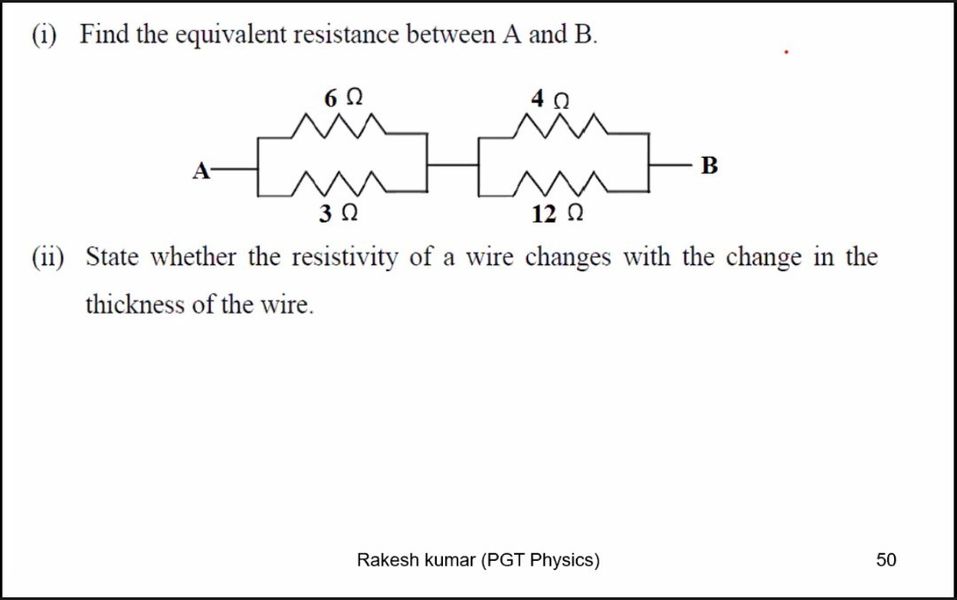 (i) Find the equivalent resistance between A and B.
6 Ω
4 Ω
A
B
3 Ω
12 Ω
(ii) State whether the resistivity of a wire changes with the change in the
thickness of the wire.
Rakesh kumar (PGT Physics)
50